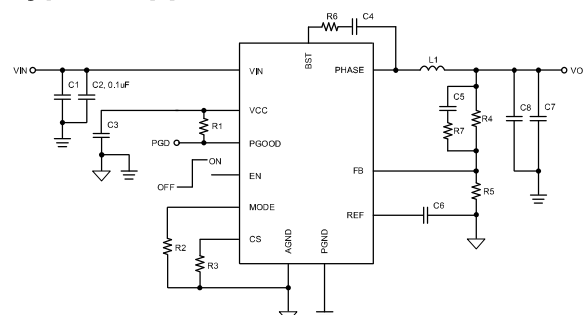 R6
C4
BST
VIN
VIN
PHASE
L1
VO
C1
C2, 0.1uF
VCC
C5
C8
C7
R4
C3
R1
R7
PGD
PGOOD
ON
OFF
EN
FB
R5
MODE
REF
C6
R2
CS
R3
AGND
PGND